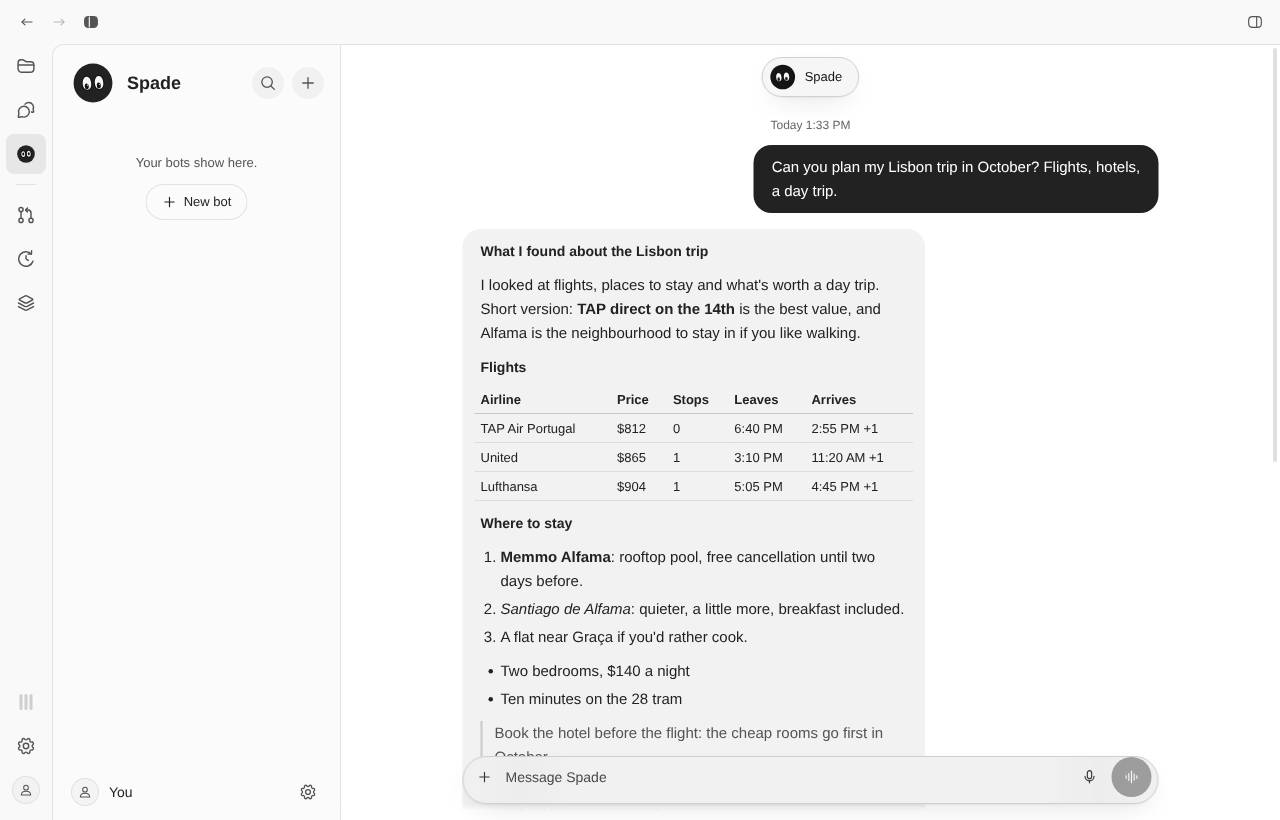 Spade
Your bots show here.
New bot
You
Spade
Today 1:33 PM
Can you plan my Lisbon trip in October? Flights, hotels,
a day trip.
What I found about the Lisbon trip
I looked at flights, places to stay and what's worth a day trip.
Short version: TAP direct on the 14th is the best value, and
Alfama is the neighbourhood to stay in if you like walking.
Flights
Airline Price Stops Leaves Arrives
TAP Air Portugal $812 0 6:40 PM 2:55 PM +1
United $865 1 3:10 PM 11:20 AM +1
Lufthansa $904 1 5:05 PM 4:45 PM +1
Where to stay
1. Memmo Alfama: rooftop pool, free cancellation until two
days before.
2. Santiago de Alfama: quieter, a little more, breakfast included.
3. A flat near Graça if you'd rather cook.
• Two bedrooms, $140 a night
• Ten minutes on the 28 tram
Book the hotel before the flight: the cheap rooms go first in
October
Message Spade